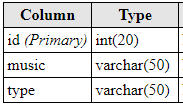 Column Type
id (Primary) int(20)
music varchar(50)
type varchar(50)